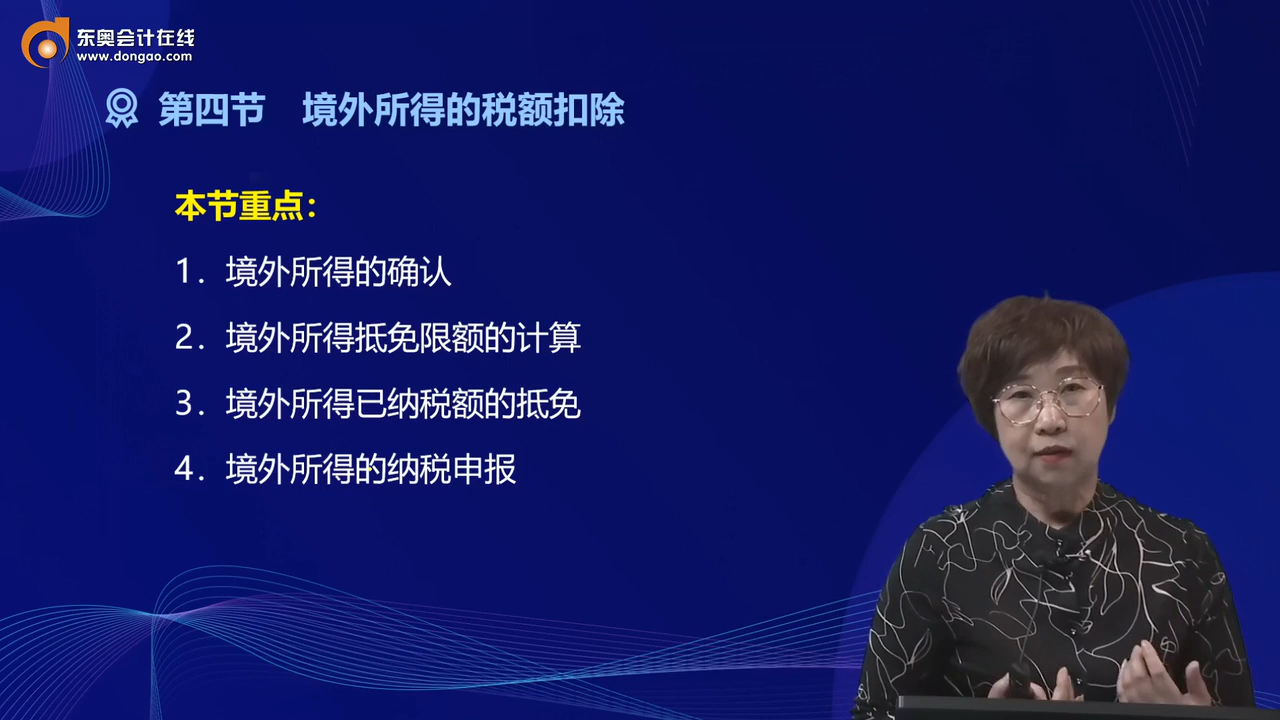 东奥会计在线
www.dongao.com
第四节 境外所得的税额扣除
本节重点：
1．境外所得的确认
2．境外所得抵免限额的计算
3．境外所得已纳税额的抵免
4．境外所得的纳税申报